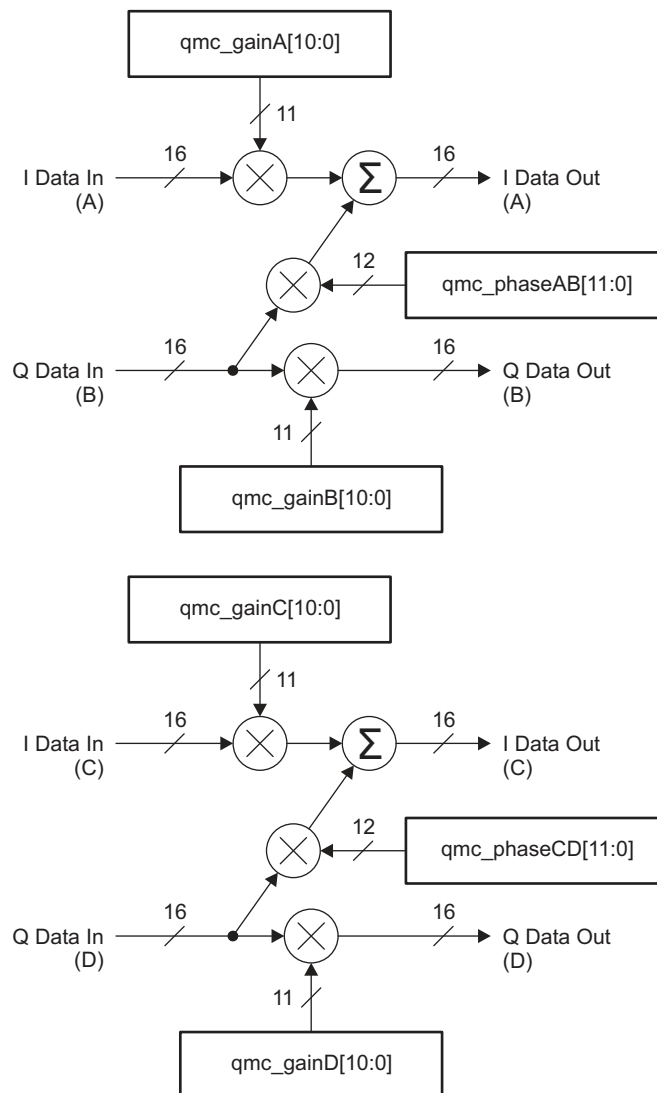 qmc_gainA[10:0]
11
16
16
I Data In
(A)
Σ
I Data Out
(A)
12
qmc_phaseAB[11:0]
16
16
Q Data In
(B)
Q Data Out
(B)
11
qmc_gainB[10:0]
qmc_gainC[10:0]
11
16
16
I Data In
(C)
Σ
I Data Out
(C)
12
qmc_phaseCD[11:0]
16
16
Q Data In
(D)
Q Data Out
(D)
11
qmc_gainD[10:0]